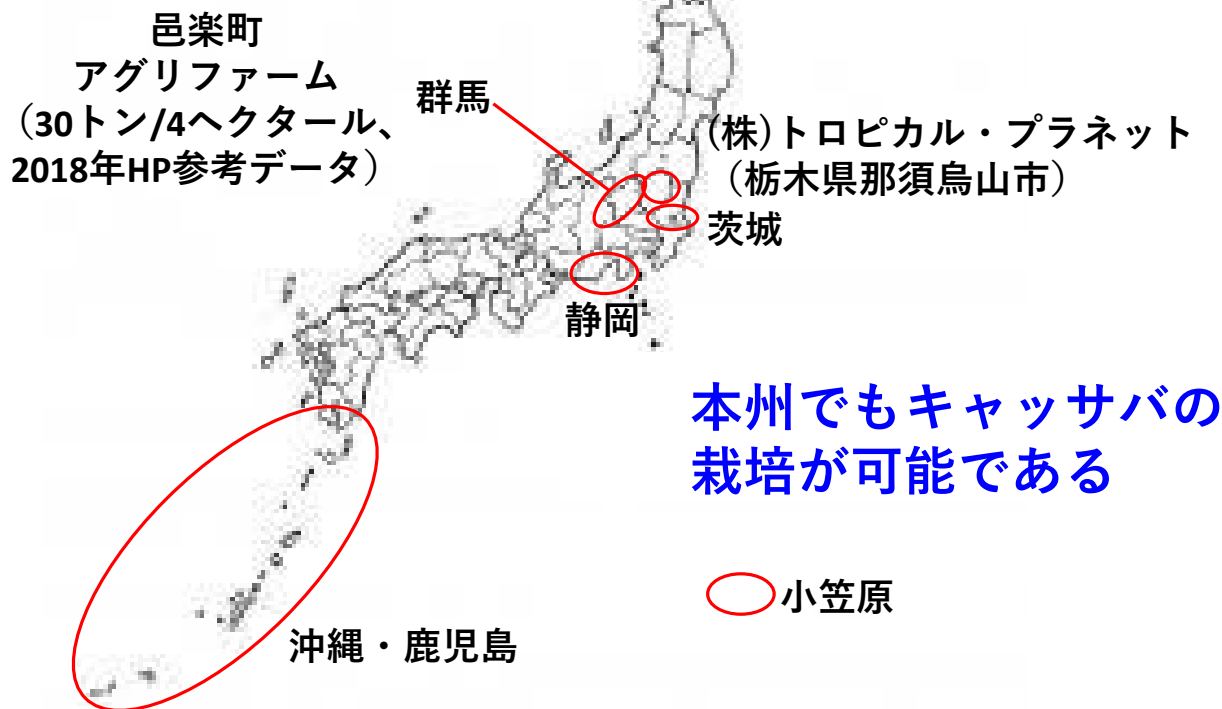 邑楽町
アグリファーム
（30トン/4ヘクタール、
2018年HP参考データ）
群馬
(株)トロピカル・プラネット
（栃木県那須烏山市）
茨城
静岡
本州でもキャッサバの
栽培が可能である
小笠原
沖縄・鹿児島